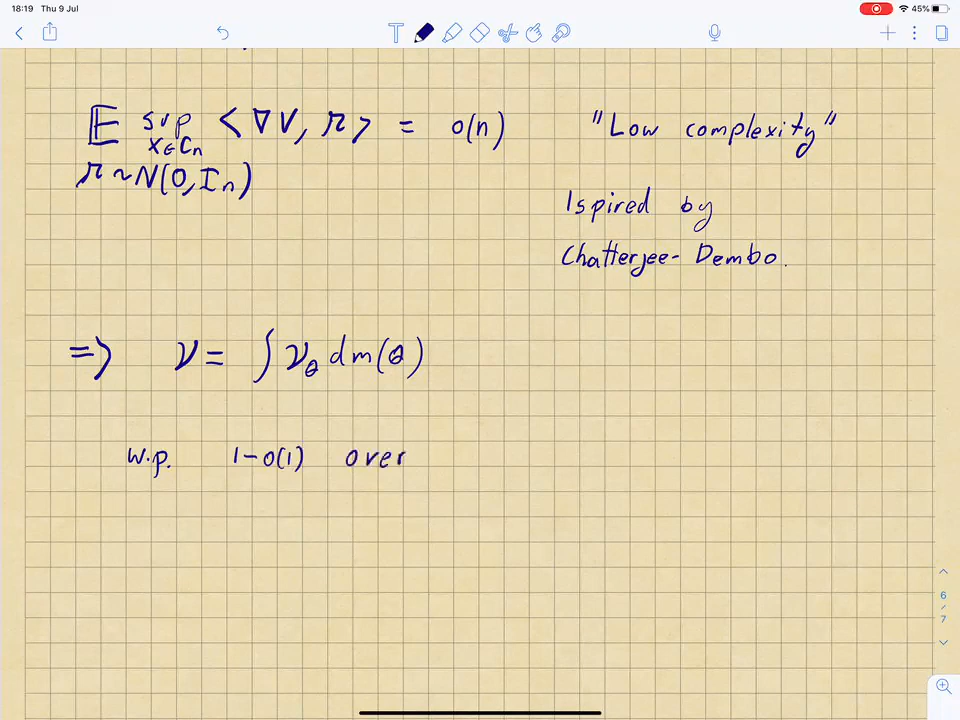 18:19 Thu 9 Jul 45%
𝔼 sup < ∇V, Γ > = o(n) "Low complexity"
x∈Cn
Γ ~ N(0, In)
Ispired by
Chatterjee-Dembo.
=> ν = ∫ νθ dm(θ)
w.p. 1-o(1) over
6
/
7